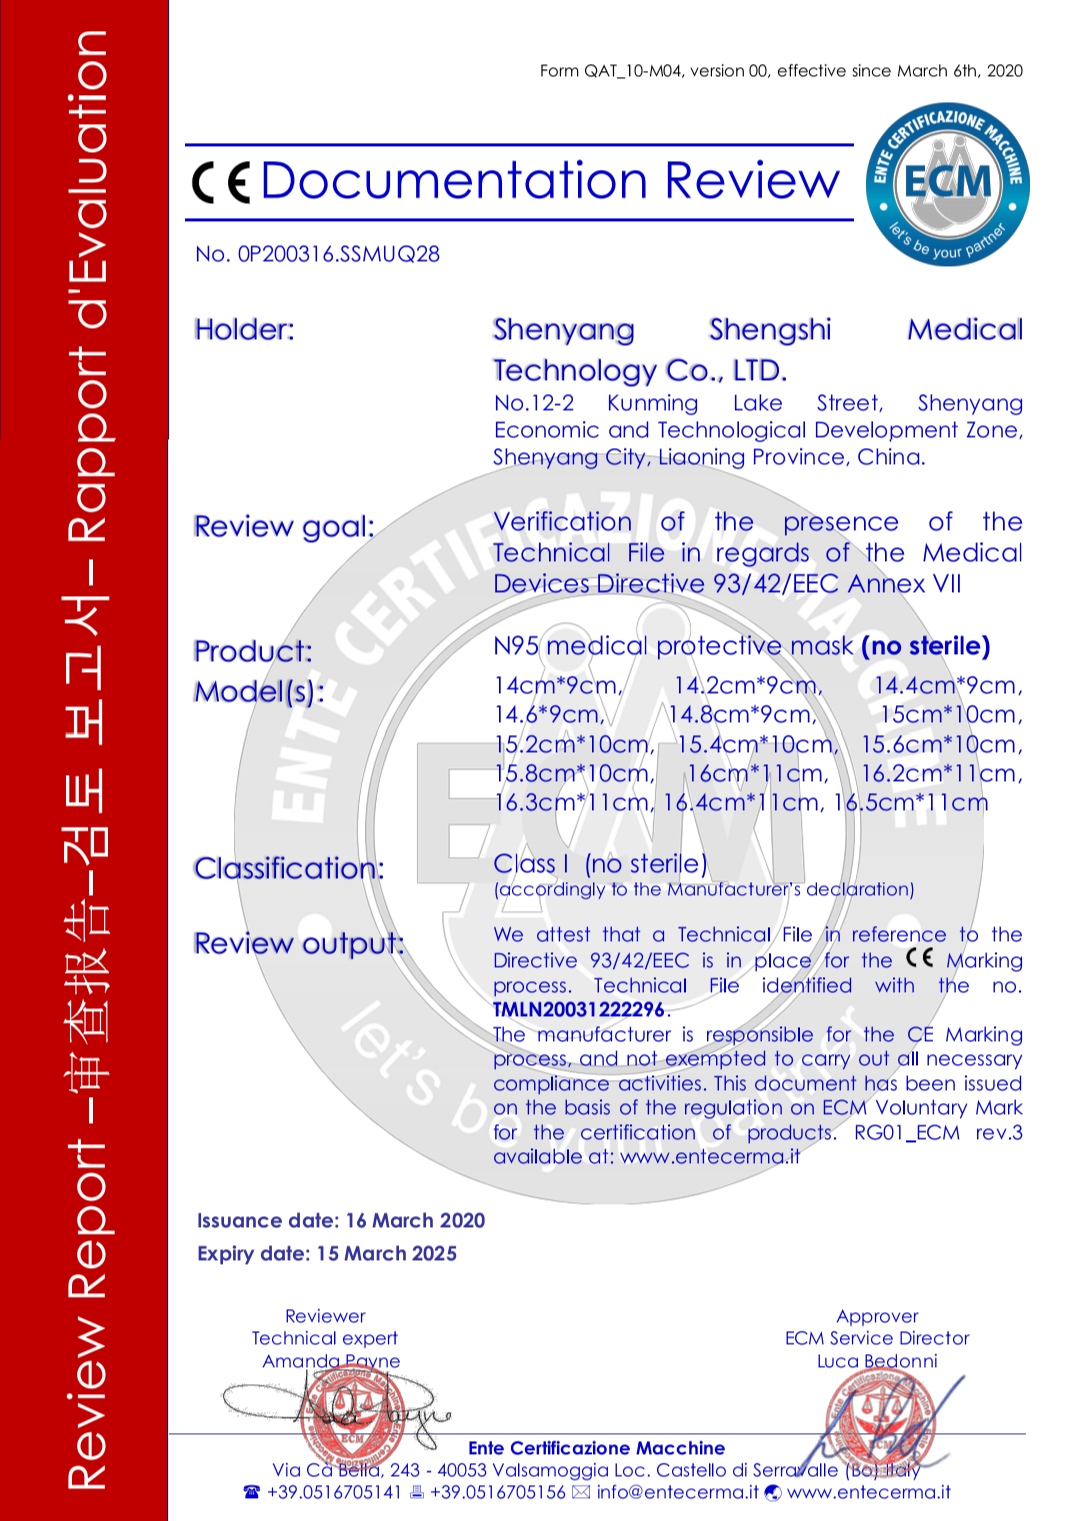 Form QAT_10-M04, version 00, effective since March 6th, 2020
CE Documentation Review
ENTE CERTIFICAZIONE MACCHINE
ECM
let's be your partner
No. 0P200316.SSMUQ28
Holder:
Shenyang Shengshi Medical
Technology Co., LTD.
No.12-2 Kunming Lake Street, Shenyang
Economic and Technological Development Zone,
Shenyang City, Liaoning Province, China.
Review goal:
Verification of the presence of the
Technical File in regards of the Medical
Devices Directive 93/42/EEC Annex VII
Product:
N95 medical protective mask (no sterile)
Model(s):
14cm*9cm, 14.2cm*9cm, 14.4cm*9cm,
14.6*9cm, 14.8cm*9cm, 15cm*10cm,
15.2cm*10cm, 15.4cm*10cm, 15.6cm*10cm,
15.8cm*10cm, 16cm*11cm, 16.2cm*11cm,
16.3cm*11cm, 16.4cm*11cm, 16.5cm*11cm
Classification:
Class I (no sterile)
(accordingly to the Manufacturer's declaration)
Review output:
We attest that a Technical File in reference to the
Directive 93/42/EEC is in place for the CE Marking
process. Technical File identified with the no.
TMLN20031222296.
The manufacturer is responsible for the CE Marking
process, and not exempted to carry out all necessary
compliance activities. This document has been issued
on the basis of the regulation on ECM Voluntary Mark
for the certification of products. RG01_ECM rev.3
available at: www.entecerma.it
ENTE CERTIFICAZIONE MACCHINE
ECM
let's be your partner
Issuance date: 16 March 2020
Expiry date: 15 March 2025
Reviewer
Technical expert
Amanda Payne
Approver
ECM Service Director
Luca Bedonni
Ente Certificazione Macchine
Via Cà Bella, 243 - 40053 Valsamoggia Loc. Castello di Serravalle (Bo) Italy
+39.0516705141 +39.0516705156 info@entecerma.it www.entecerma.it
Review Report –审查报告–검토 보고서– Rapport d'Evaluation